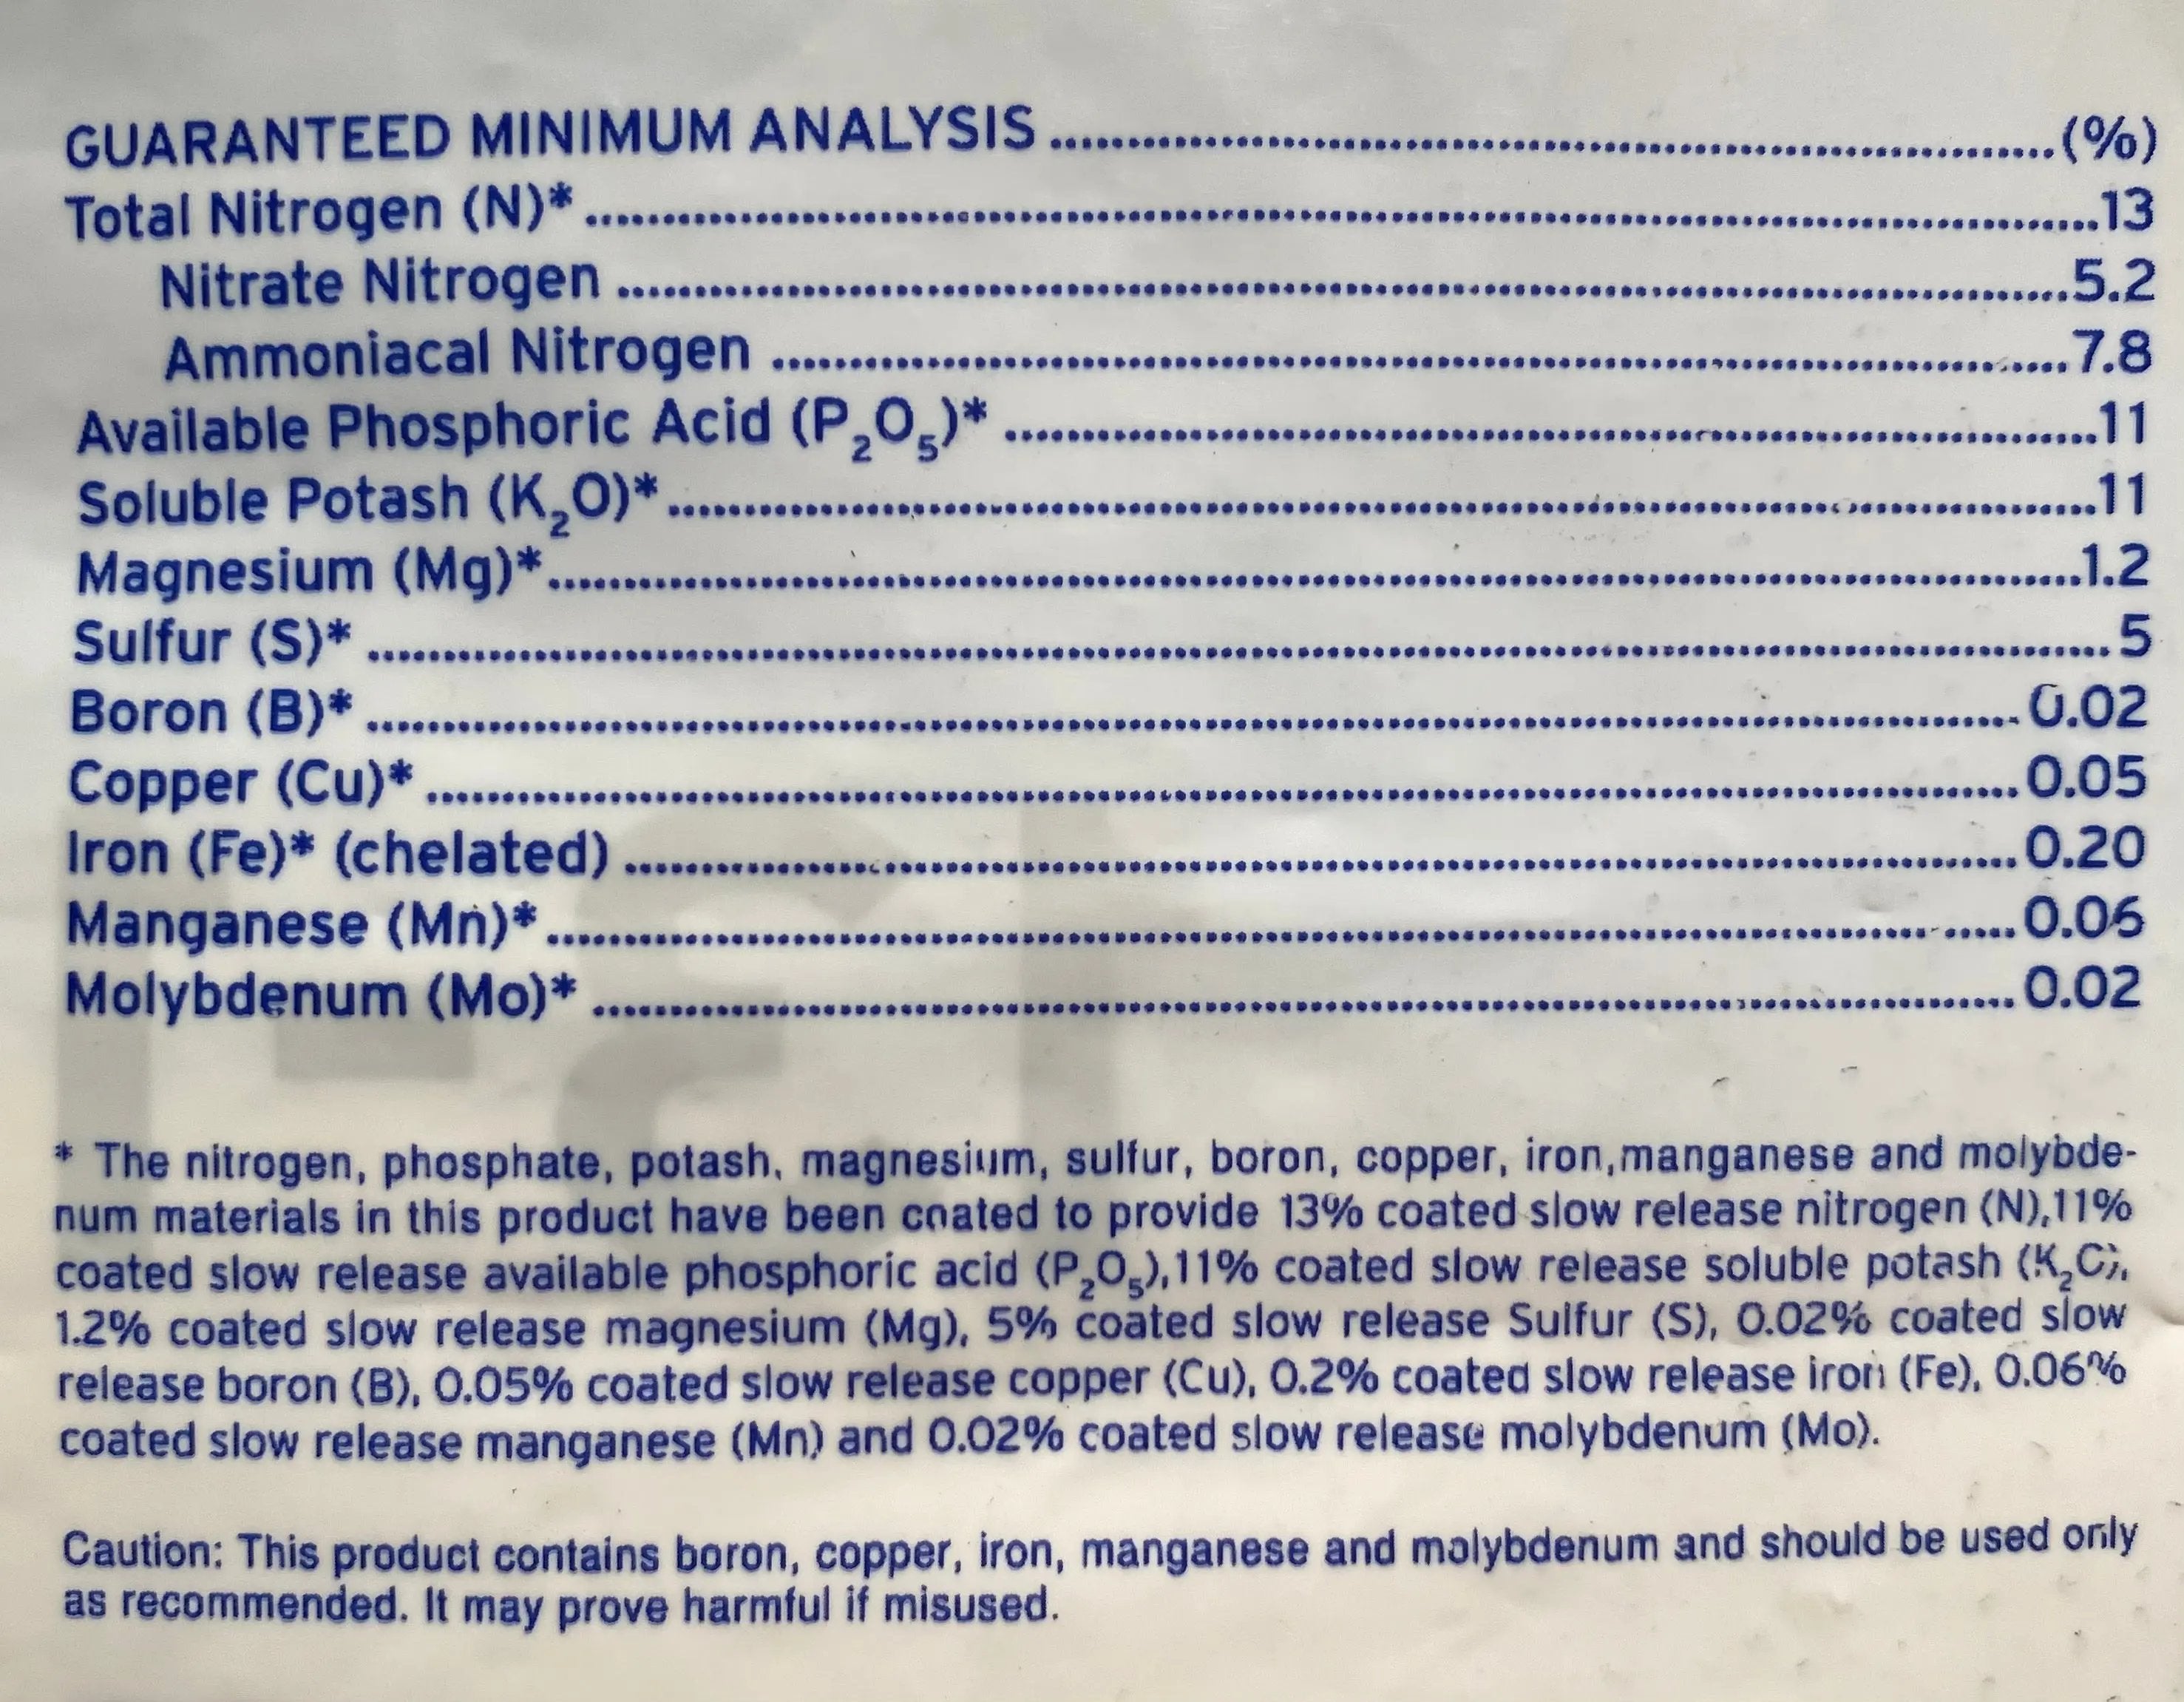 GUARANTEED MINIMUM ANALYSIS ........ (%)
Total Nitrogen (N)* ........ 13
Nitrate Nitrogen ........ 5.2
Ammoniacal Nitrogen ........ 7.8
Available Phosphoric Acid (P₂O₅)* ........ 11
Soluble Potash (K₂O)* ........ 11
Magnesium (Mg)* ........ 1.2
Sulfur (S)* ........ 5
Boron (B)* ........ 0.02
Copper (Cu)* ........ 0.05
Iron (Fe)* (chelated) ........ 0.20
Manganese (Mn)* ........ 0.06
Molybdenum (Mo)* ........ 0.02
* The nitrogen, phosphate, potash, magnesium, sulfur, boron, copper, iron,manganese and molybde-
num materials in this product have been coated to provide 13% coated slow release nitrogen (N),11%
coated slow release available phosphoric acid (P₂O₅),11% coated slow release soluble potash (K₂O),
1.2% coated slow release magnesium (Mg), 5% coated slow release Sulfur (S), 0.02% coated slow
release boron (B), 0.05% coated slow release copper (Cu), 0.2% coated slow release iron (Fe), 0.06%
coated slow release manganese (Mn) and 0.02% coated slow release molybdenum (Mo).
Caution: This product contains boron, copper, iron, manganese and molybdenum and should be used only
as recommended. It may prove harmful if misused.